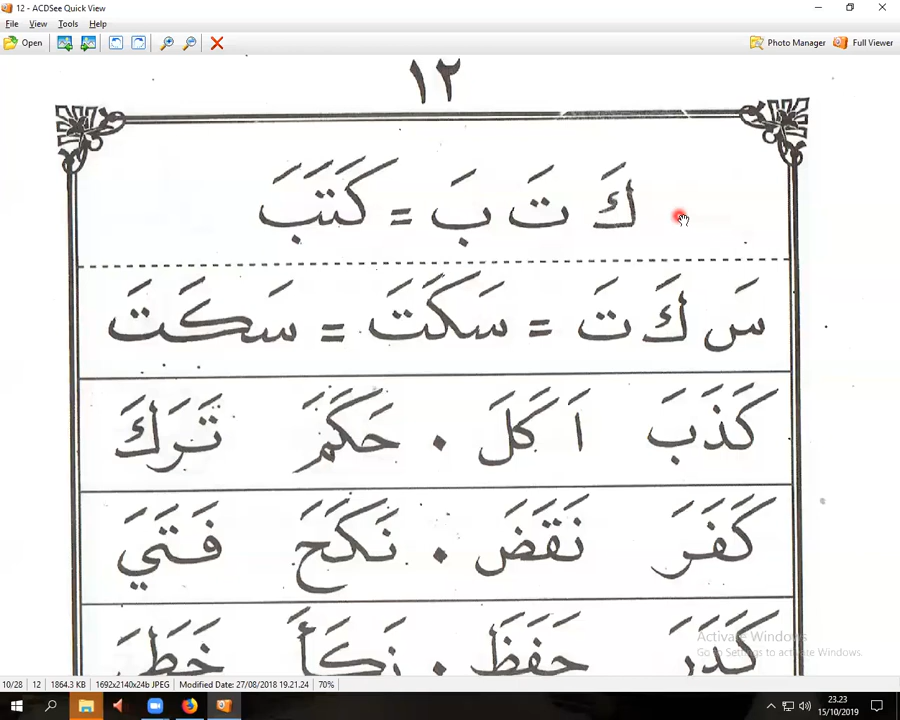 12 - ACDSee Quick View
File View Tools Help
Open Photo Manager Full Viewer
١٢
كَ تَ بَ = كَتَبَ
سَ كَ تَ = سَكَتَ = سَكَتَ
كَذَبَ اَكَلَ . حَكَمَ تَرَكَ
كَفَرَ نَقَضَ . نَكَحَ فَتَيَ
كَدَرَ حَفَظَ .
Activate Windows
Go to Settings to activate Windows.
10/28 12 1864.3 KB 1692x2140x24b JPEG Modified Date: 27/08/2018 19.21.24 70%
23.23
15/10/2019